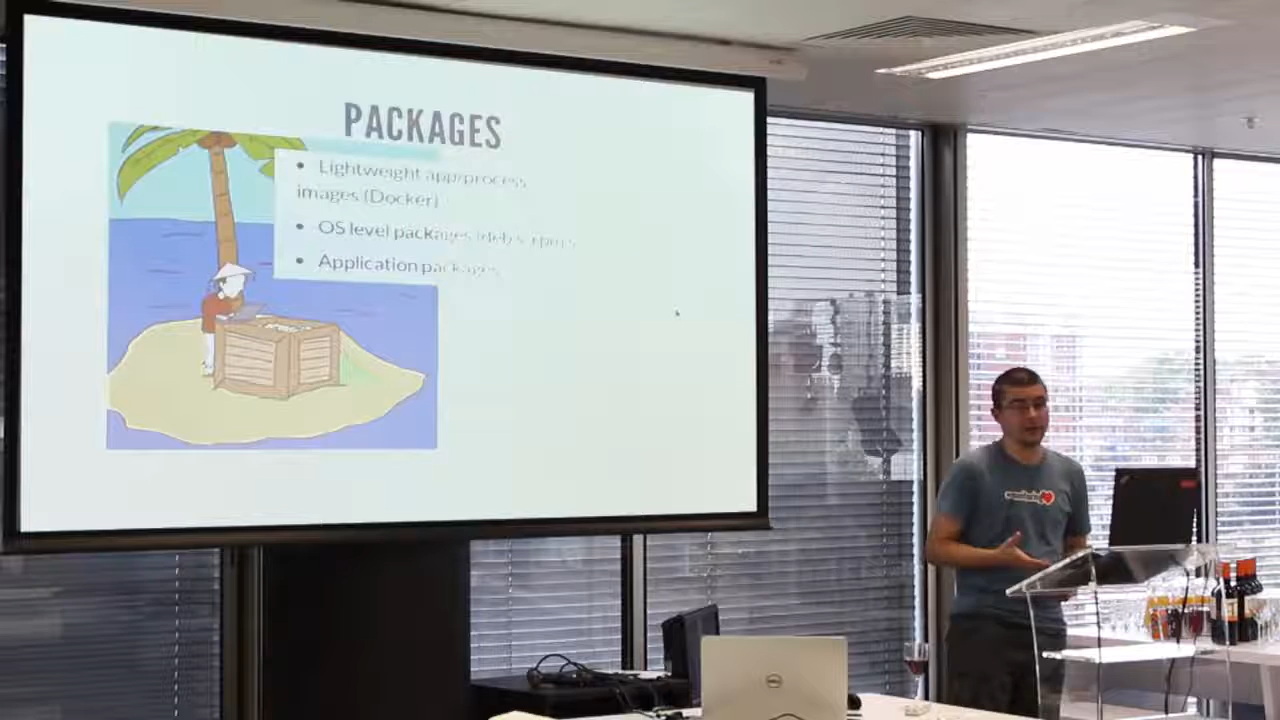 PACKAGES
• Lightweight app/process
images (Docker)
• OS level packages
• Application packages
DELL